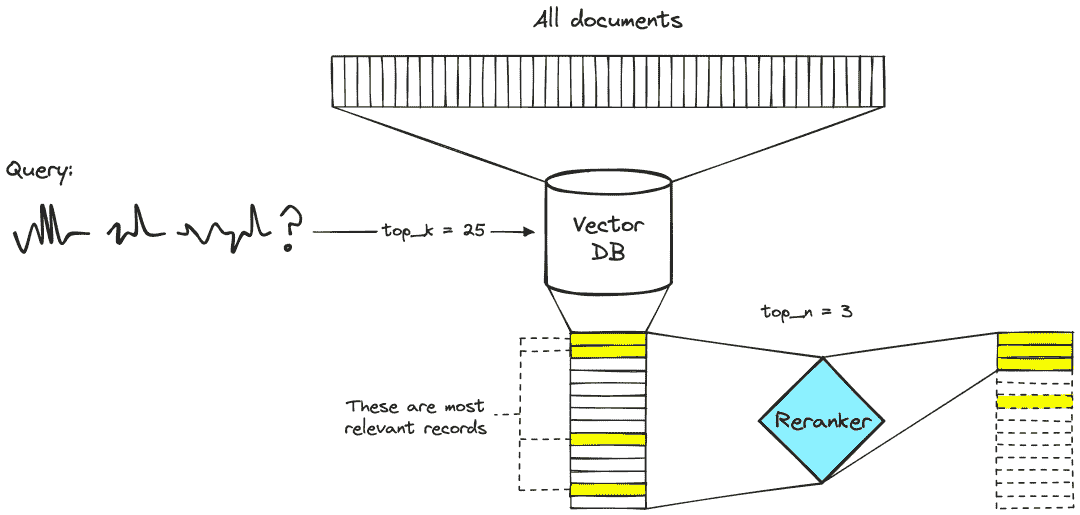 All documents
Query:
?
top_k = 25
Vector
DB
top_n = 3
These are most
relevant records
Reranker